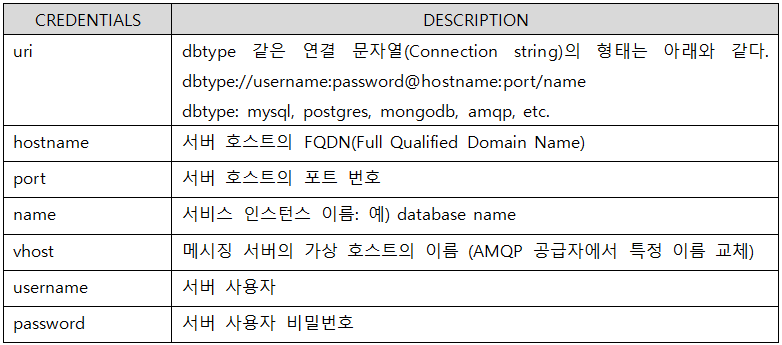 CREDENTIALS DESCRIPTION
uri dbtype 같은 연결 문자열(Connection string)의 형태는 아래와 같다.
dbtype://username:password@hostname:port/name
dbtype: mysql, postgres, mongodb, amqp, etc.
hostname 서버 호스트의 FQDN(Full Qualified Domain Name)
port 서버 호스트의 포트 번호
name 서비스 인스턴스 이름: 예) database name
vhost 메시징 서버의 가상 호스트의 이름 (AMQP 공급자에서 특정 이름 교체)
username 서버 사용자
password 서버 사용자 비밀번호